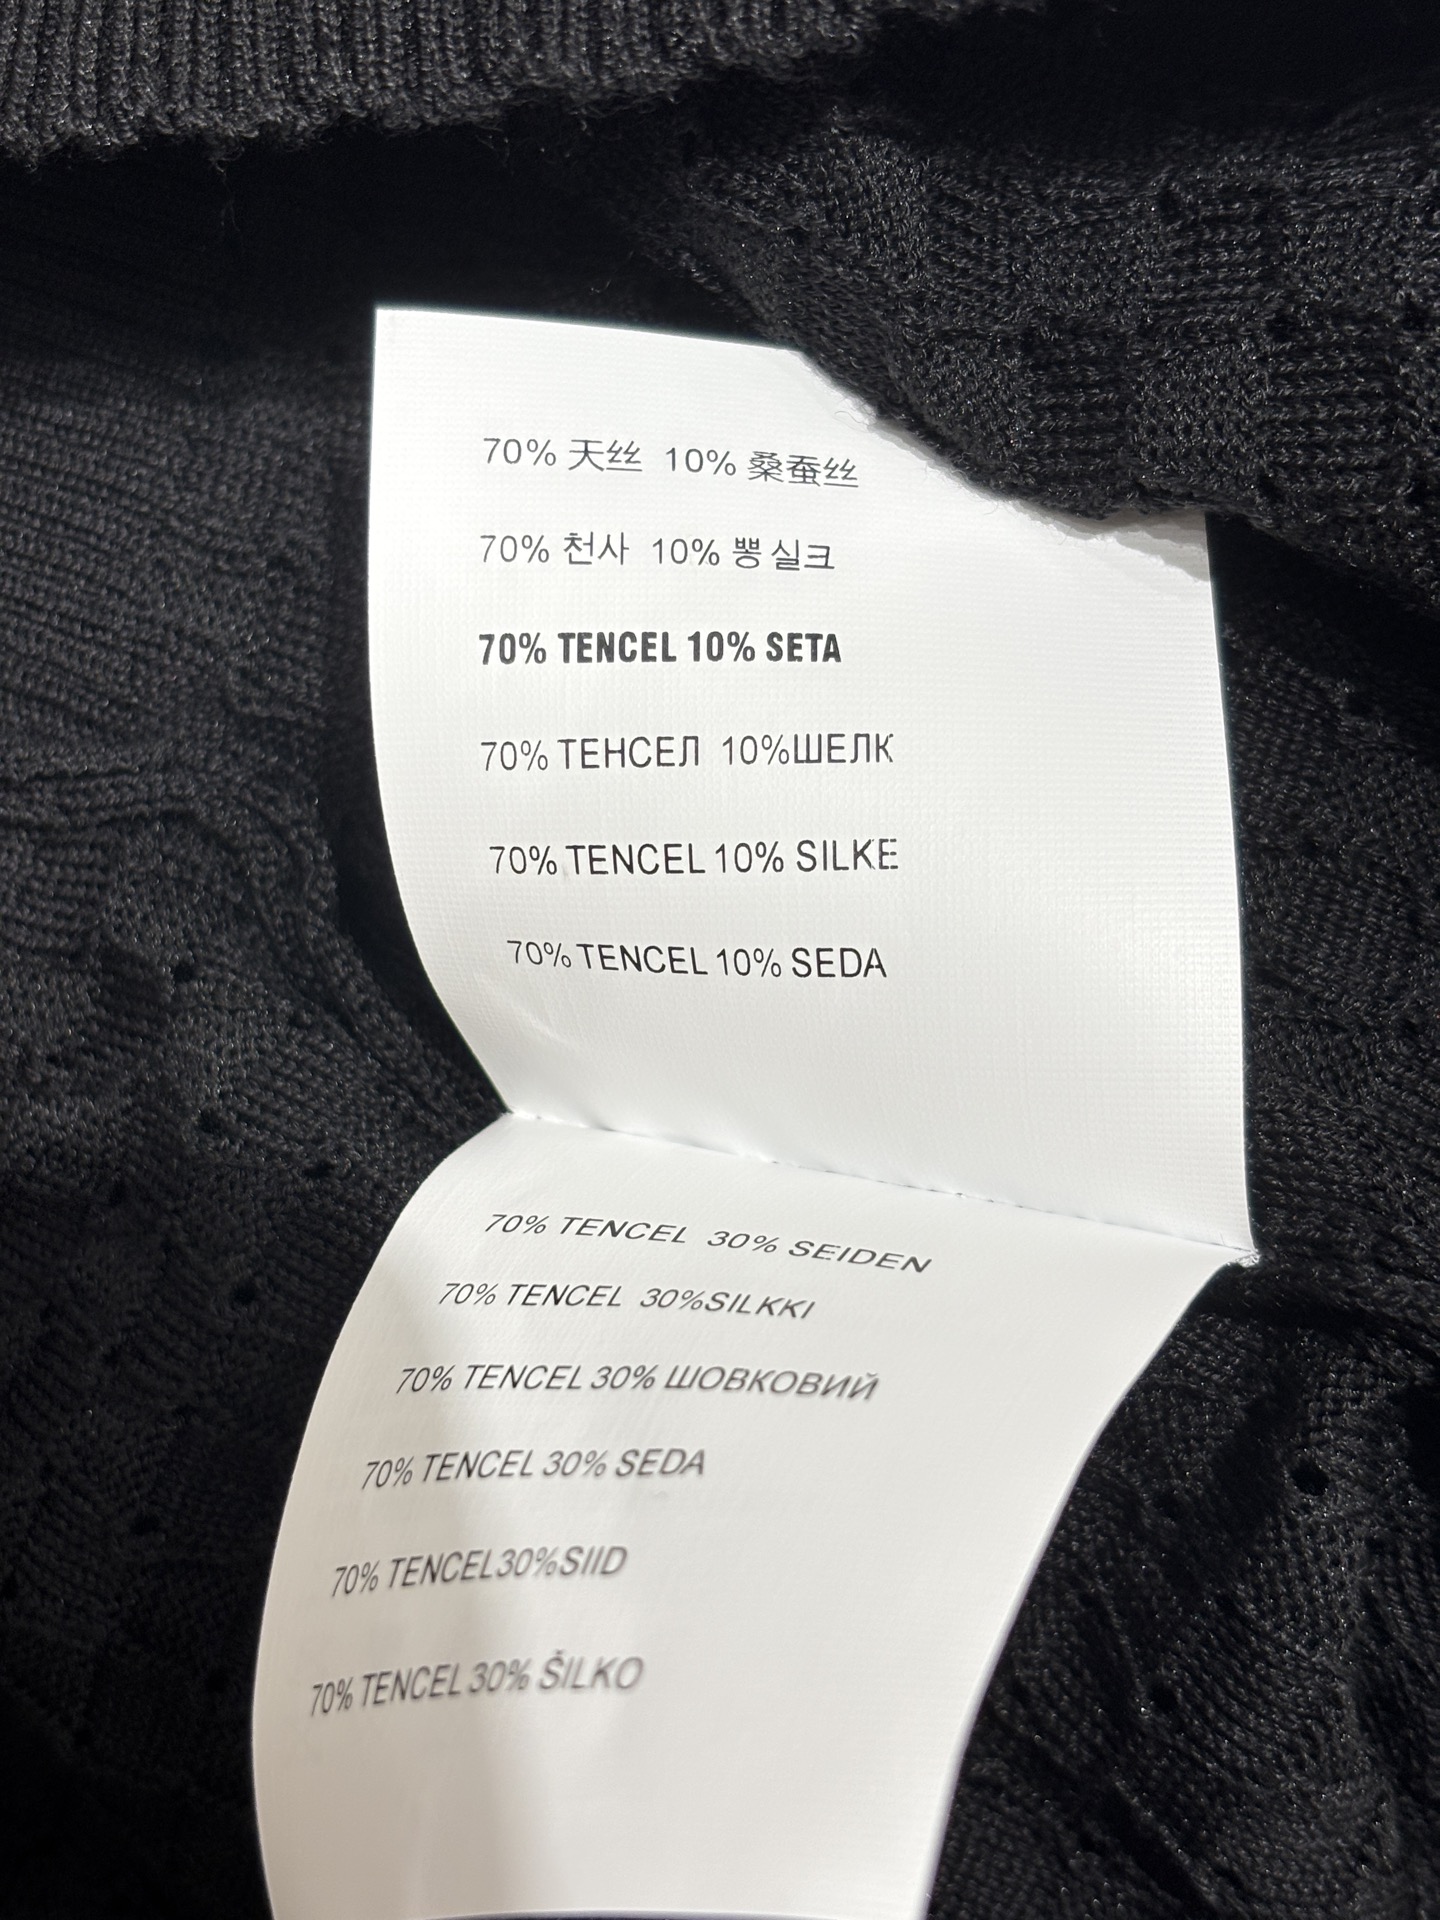 70% 天丝 10% 桑蚕丝
70% 천사 10% 뽕실크
70% TENCEL 10% SETA
70% ТЕНСЕЛ 10%ШЕЛК
70% TENCEL 10% SILKE
70% TENCEL 10% SEDA
70% TENCEL 30% SEIDEN
70% TENCEL 30%SILKKI
70% TENCEL 30% ШОВКОВИЙ
70% TENCEL 30% SEDA
70% TENCEL30%SIID
70% TENCEL 30% ŠILKO